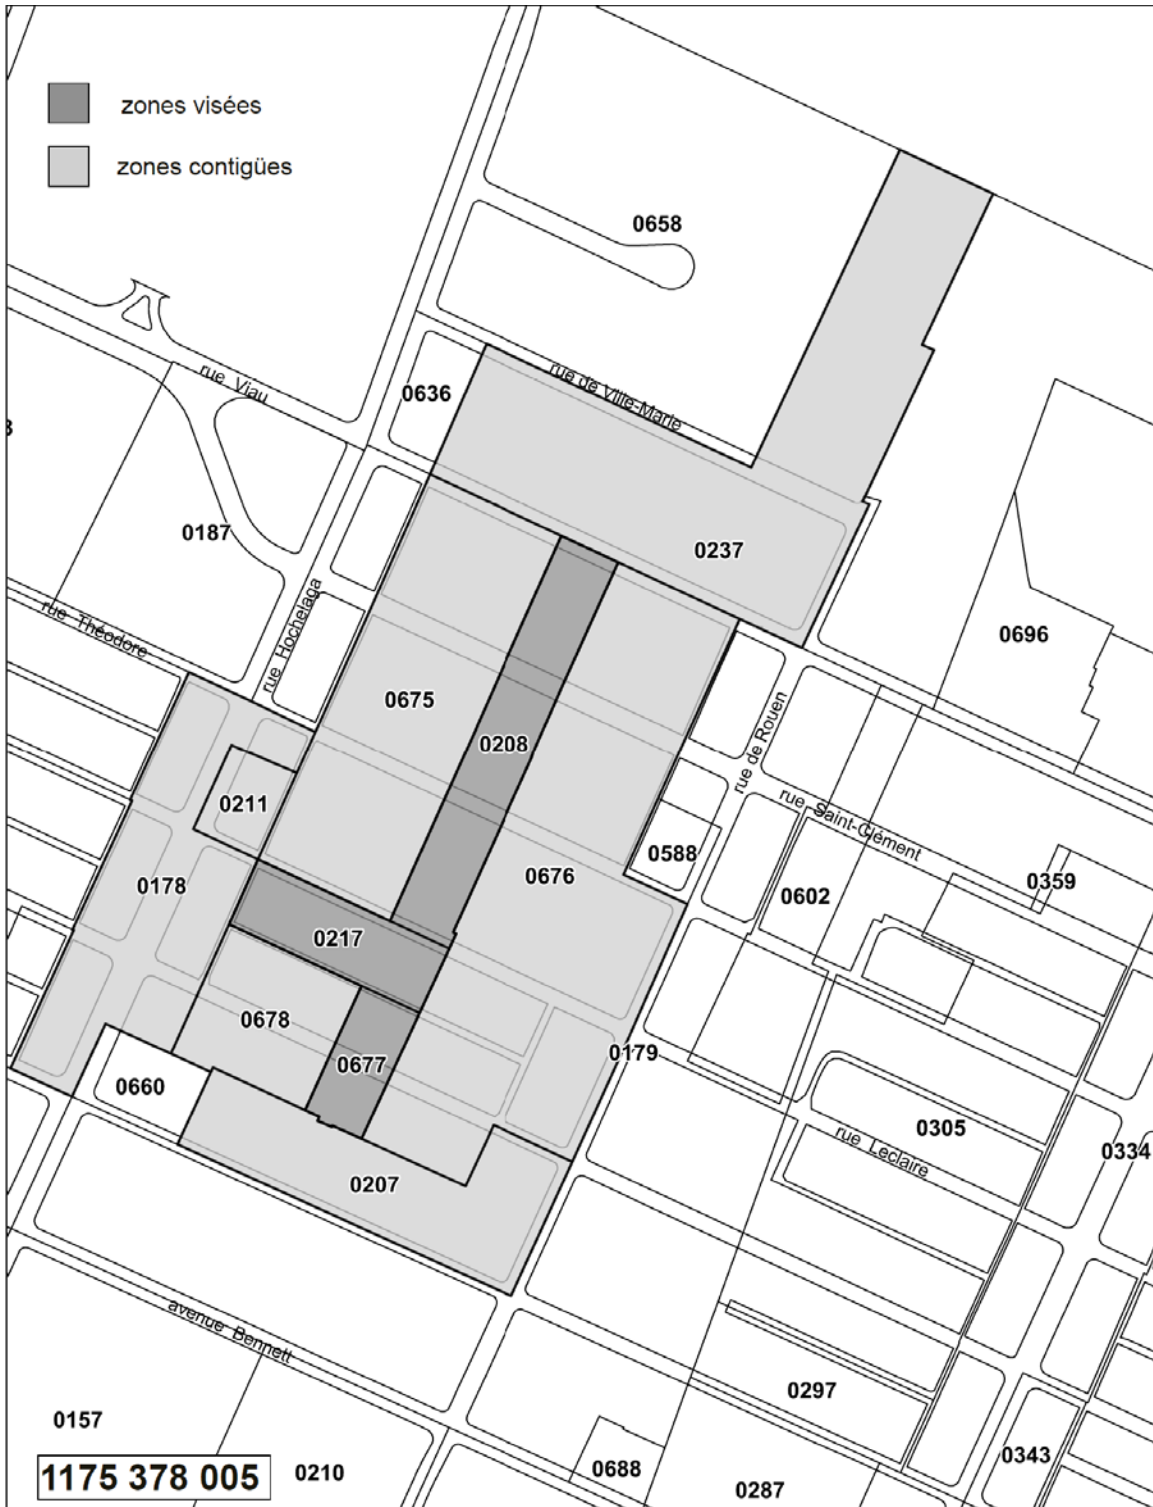 zones visées
zones contigües
0658
rue de Ville-Marie
rue Viau
0636
0187
0237
rue Hochelaga
rue Théodore
0696
0675
0208
rue de Rouen
0211
rue Saint-Clément
0588
0359
0178
0676
0602
0217
0678
0179
0677
0660
0305
rue Leclaire
0334
0207
avenue Bennett
0297
0157
0343
1175 378 005
0210
0688
0287